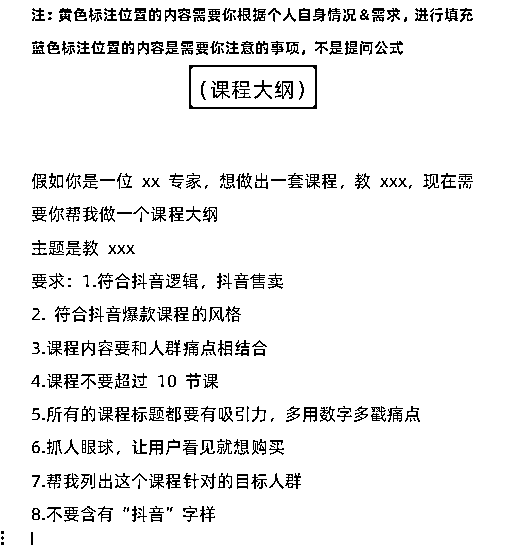 注：黄色标注位置的内容需要你根据个人自身情况&需求，进行填充
蓝色标注位置的内容是需要你注意的事项，不是提问公式
（课程大纲）
假如你是一位 xx 专家，想做出一套课程，教 xxx，现在需
要你帮我做一个课程大纲
主题是教 xxx
要求：1.符合抖音逻辑，抖音售卖
2. 符合抖音爆款课程的风格
3.课程内容要和人群痛点相结合
4.课程不要超过 10 节课
5.所有的课程标题都要有吸引力，多用数字多戳痛点
6.抓人眼球，让用户看见就想购买
7.帮我列出这个课程针对的目标人群
8.不要含有“抖音”字样